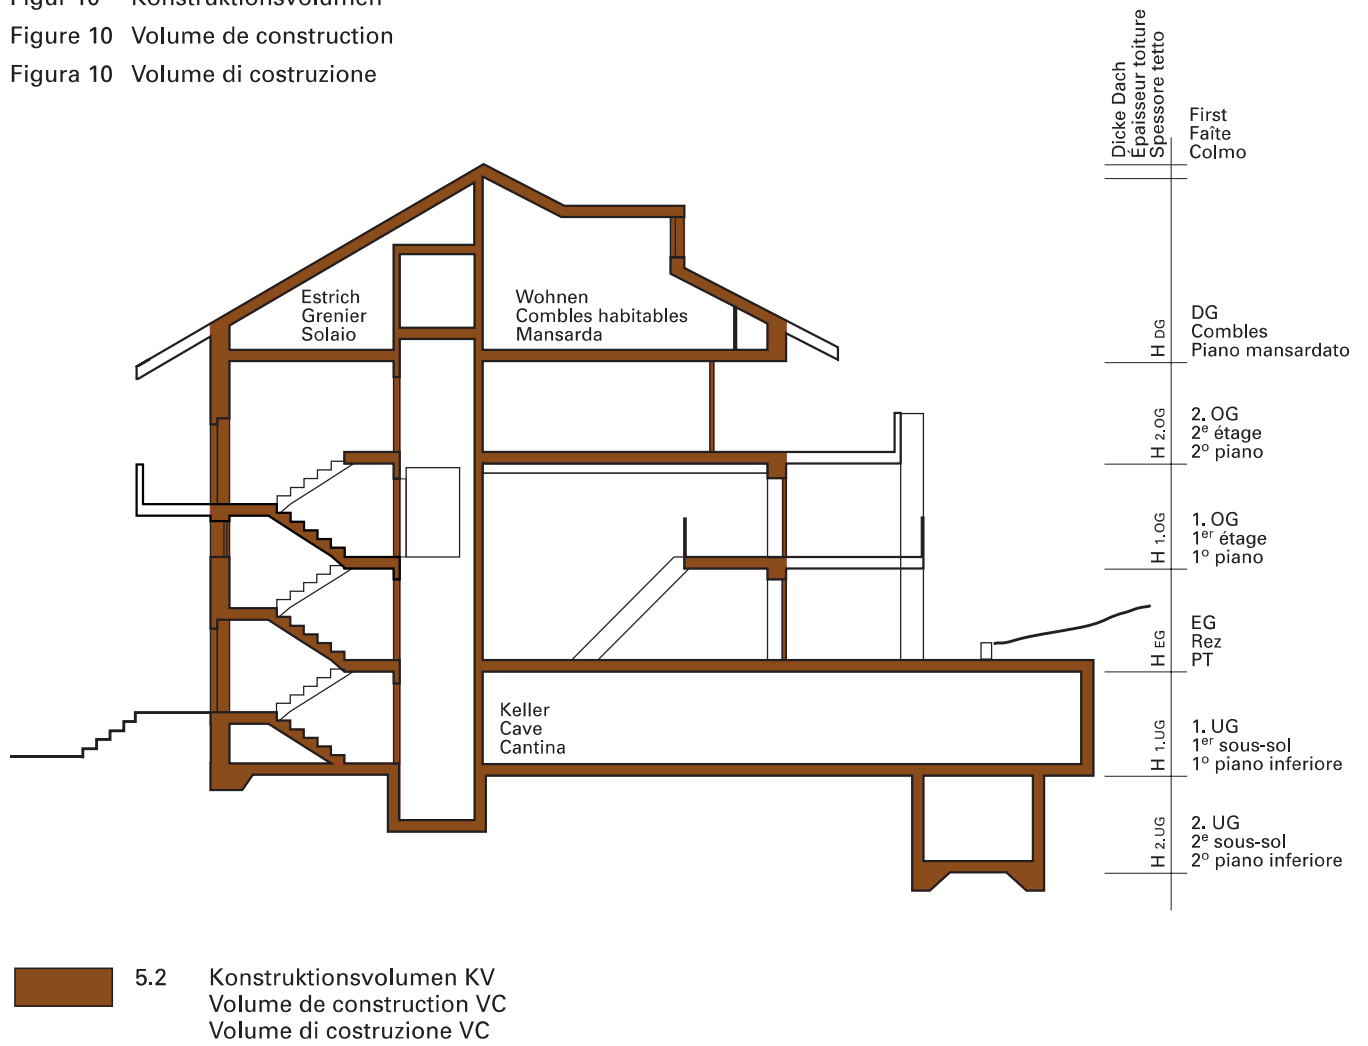 Figur 10 Konstruktionsvolumen
Figure 10 Volume de construction
Figura 10 Volume di costruzione
Dicke Dach
Épaisseur toiture
Spessore tetto
First
Faîte
Colmo
Estrich
Grenier
Solaio
Wohnen
Combles habitables
Mansarda
H DG
DG
Combles
Piano mansardato
H 2.OG
2. OG
2e étage
2o piano
H 1.OG
1. OG
1er étage
1o piano
H EG
EG
Rez
PT
Keller
Cave
Cantina
H 1.UG
1. UG
1er sous-sol
1o piano inferiore
H 2.UG
2. UG
2e sous-sol
2o piano inferiore
5.2 Konstruktionsvolumen KV
Volume de construction VC
Volume di costruzione VC